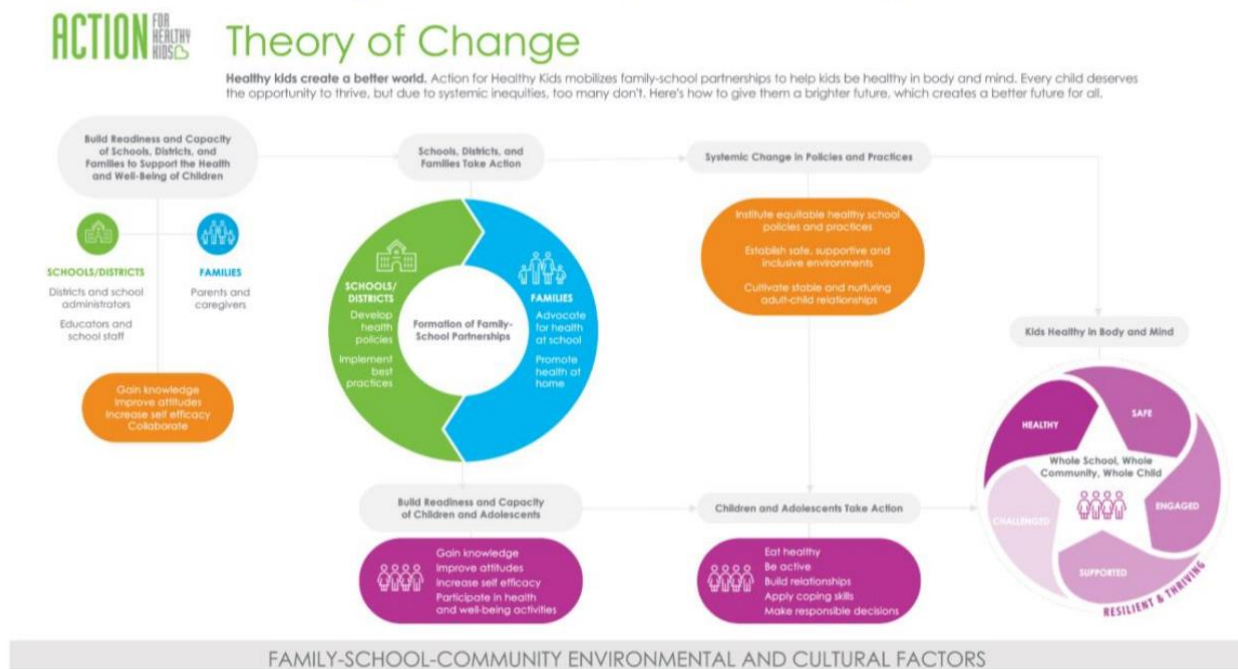 ACTION FOR HEALTHY KIDS
Theory of Change
Healthy kids create a better world. Action for Healthy Kids mobilizes family-school partnerships to help kids be healthy in body and mind. Every child deserves
the opportunity to thrive, but due to systemic inequities, too many don't. Here's how to give them a brighter future, which creates a better future for all.
Build Readiness and Capacity
of Schools, Districts, and
Families to Support the Health
and Well-Being of Children
SCHOOLS/DISTRICTS
Districts and school
administrators
Educators and
school staff
FAMILIES
Parents and
caregivers
Gain knowledge
Improve attitudes
Increase self efficacy
Collaborate
Schools, Districts, and
Families Take Action
SCHOOLS/
DISTRICTS
Develop
health
policies
Implement
best
practices
Formation of Family-
School Partnerships
FAMILIES
Advocate
for health
at school
Promote
health at
home
Build Readiness and Capacity
of Children and Adolescents
Gain knowledge
Improve attitudes
Increase self efficacy
Participate in health
and well-being activities
Systemic Change in Policies and Practices
Institute equitable healthy school
policies and practices
Establish safe, supportive and
inclusive environments
Cultivate stable and nurturing
adult-child relationships
Children and Adolescents Take Action
Eat healthy
Be active
Build relationships
Apply coping skills
Make responsible decisions
Kids Healthy in Body and Mind
HEALTHY
SAFE
ENGAGED
SUPPORTED
CHALLENGED
Whole School, Whole
Community, Whole Child
RESILIENT & THRIVING
FAMILY-SCHOOL-COMMUNITY ENVIRONMENTAL AND CULTURAL FACTORS